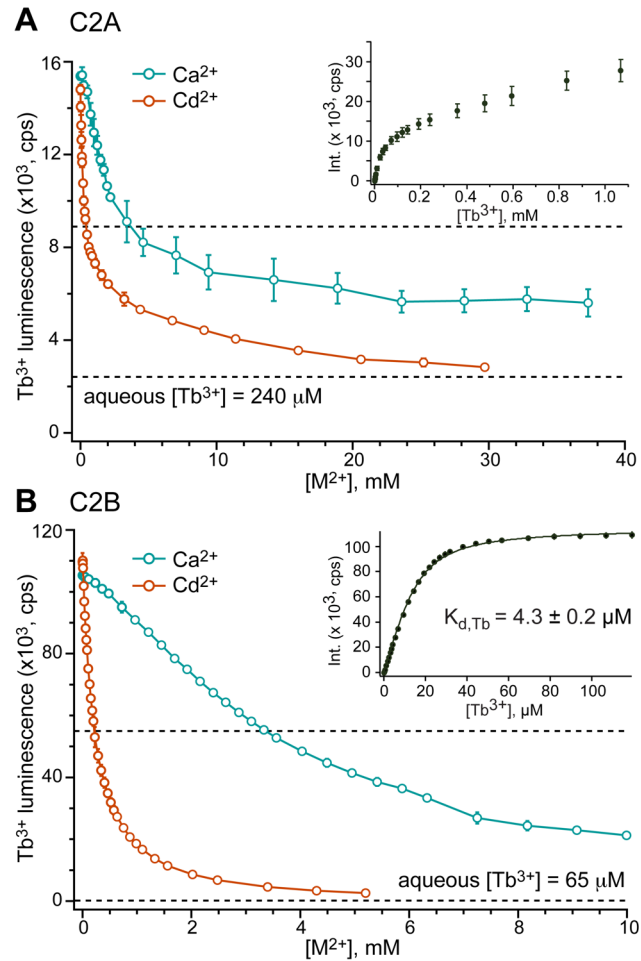 A C2A
16
12
8
4
0
Tb³⁺ luminescence (x10³, cps)
Ca²⁺
Cd²⁺
30
20
10
0
Int. (x 10³, cps)
0.2 0.4 0.6 0.8 1.0
[Tb³⁺], mM
aqueous [Tb³⁺] = 240 µM
0 10 20 30 40
[M²⁺], mM
B C2B
120
80
40
0
Tb³⁺ luminescence (x10³, cps)
Ca²⁺
Cd²⁺
100
80
60
40
20
0
Int. (x 10³, cps)
K_d,Tb = 4.3 ± 0.2 µM
0 20 40 60 80 100
[Tb³⁺], µM
aqueous [Tb³⁺] = 65 µM
0 2 4 6 8 10
[M²⁺], mM